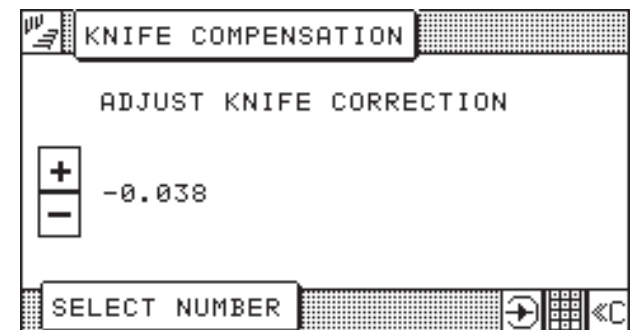 KNIFE COMPENSATION
ADJUST KNIFE CORRECTION
+
-0.038
−
SELECT NUMBER
«C